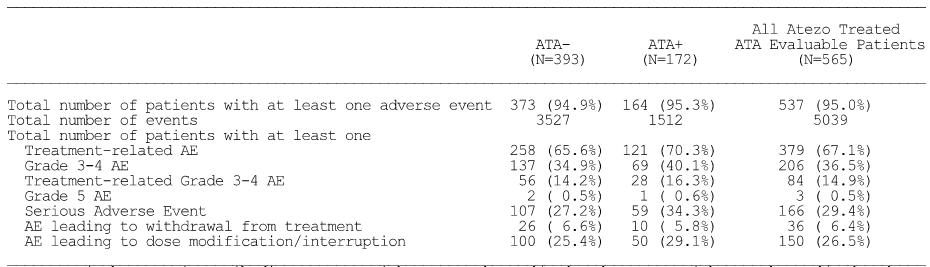 All Atezo Treated
ATA- ATA+ ATA Evaluable Patients
(N=393) (N=172) (N=565)
Total number of patients with at least one adverse event 373 (94.9%) 164 (95.3%) 537 (95.0%)
Total number of events 3527 1512 5039
Total number of patients with at least one
Treatment-related AE 258 (65.6%) 121 (70.3%) 379 (67.1%)
Grade 3-4 AE 137 (34.9%) 69 (40.1%) 206 (36.5%)
Treatment-related Grade 3-4 AE 56 (14.2%) 28 (16.3%) 84 (14.9%)
Grade 5 AE 2 ( 0.5%) 1 ( 0.6%) 3 ( 0.5%)
Serious Adverse Event 107 (27.2%) 59 (34.3%) 166 (29.4%)
AE leading to withdrawal from treatment 26 ( 6.6%) 10 ( 5.8%) 36 ( 6.4%)
AE leading to dose modification/interruption 100 (25.4%) 50 (29.1%) 150 (26.5%)